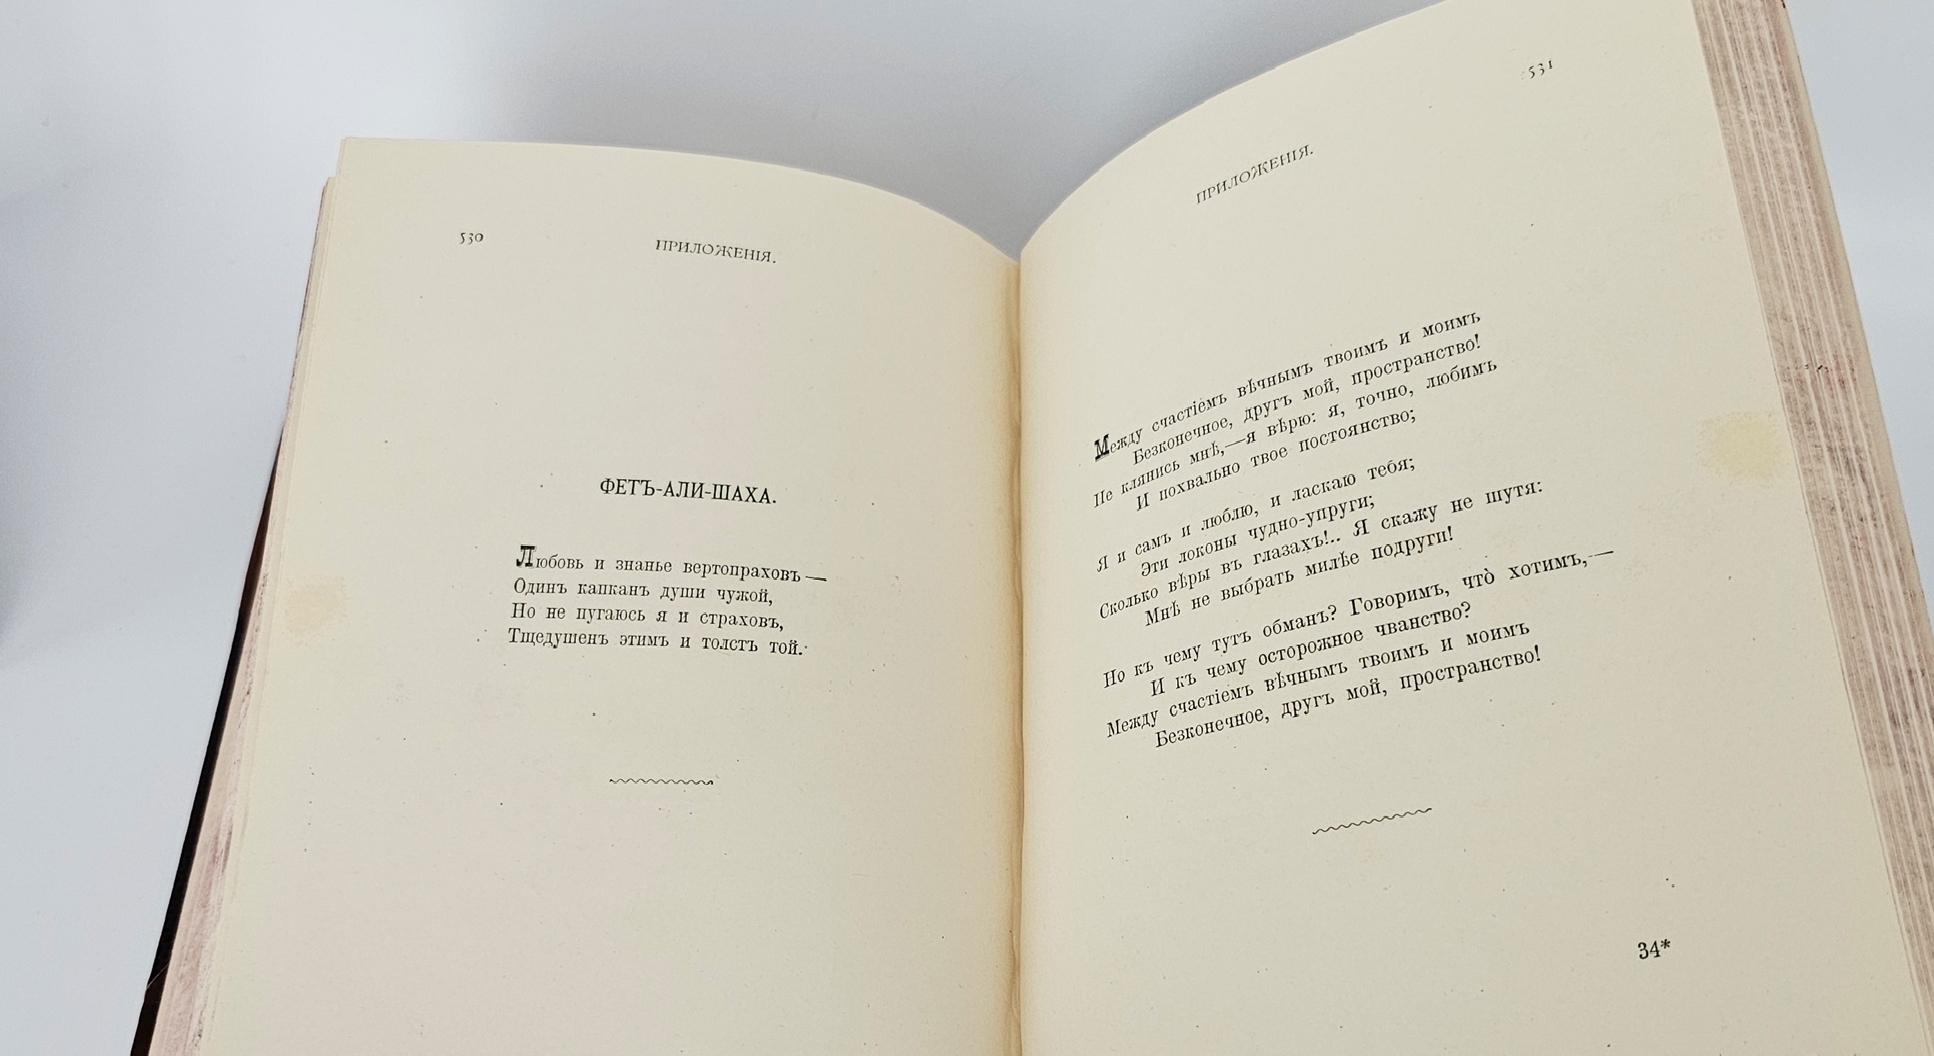 530
ПРИЛОЖЕНІЯ.
ФЕТЪ-АЛИ-ШАХА.
Любовь и знанье вертопраховъ —
Одинъ капканъ души чужой,
Но не пугаюсь я и страховъ,
Тщедушенъ этимъ и толстъ той.
531
ПРИЛОЖЕНІЯ.
Между счастіемъ вѣчнымъ твоимъ и моимъ
Безконечное, другъ мой, пространство!
Не клянись мнѣ,—я вѣрю: я, точно, любимъ
И похвально твое постоянство;
Я и самъ и люблю, и ласкаю тебя;
Эти локоны чудно-упруги;
Сколько вѣры въ глазахъ!.. Я скажу не шутя:
Мнѣ не выбрать милѣе подруги!
Но къ чему тутъ обманъ? Говоримъ, что̀ хотимъ,—
И къ чему осторожное чванство?
Между счастіемъ вѣчнымъ твоимъ и моимъ
Безконечное, другъ мой, пространство!
34*